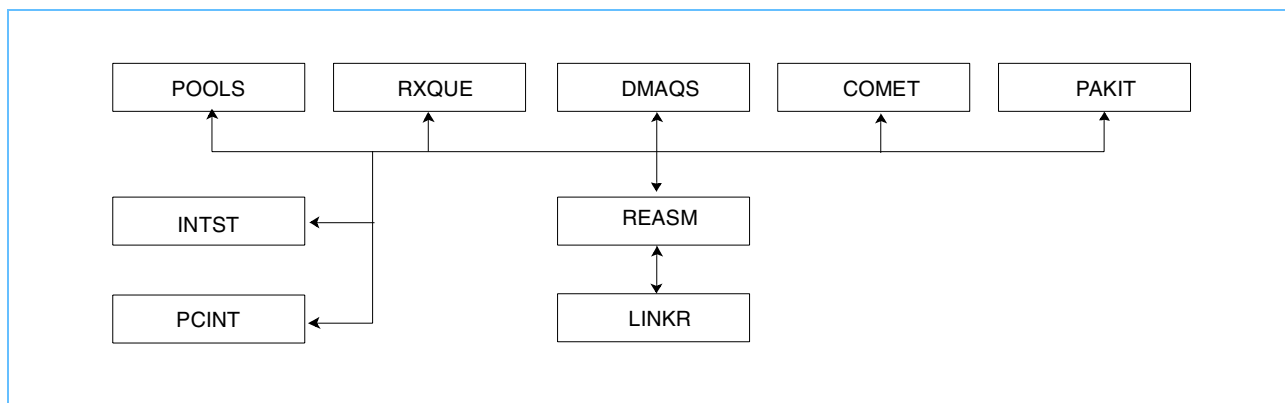 POOLS
RXQUE
DMAQS
COMET
PAKIT
INTST
REASM
PCINT
LINKR